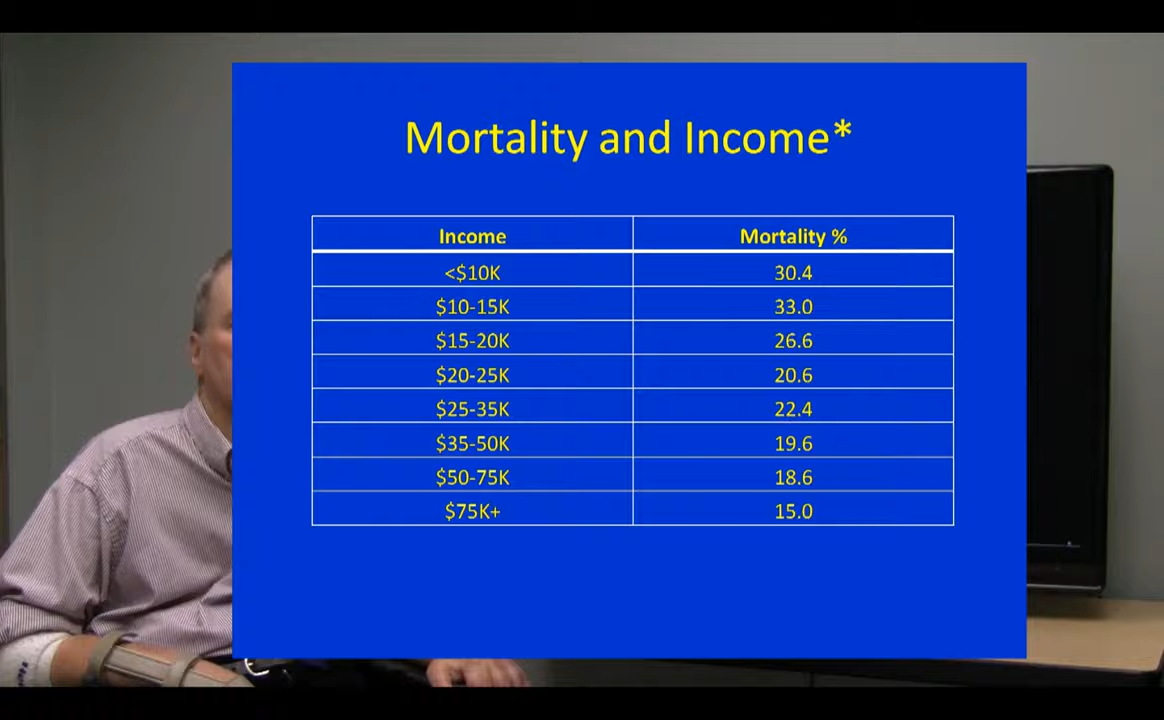 Mortality and Income*
Income Mortality %
<$10K 30.4
$10-15K 33.0
$15-20K 26.6
$20-25K 20.6
$25-35K 22.4
$35-50K 19.6
$50-75K 18.6
$75K+ 15.0